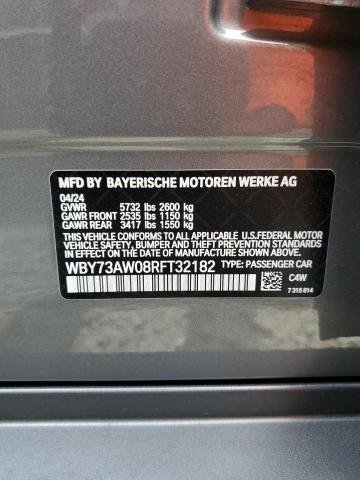 MFD BY BAYERISCHE MOTOREN WERKE AG
04/24
GVWR 5732 lbs 2600 kg
GAWR FRONT 2535 lbs 1150 kg
GAWR REAR 3417 lbs 1550 kg
THIS VEHICLE CONFORMS TO ALL APPLICABLE U.S.FEDERAL MOTOR
VEHICLE SAFETY, BUMPER, AND THEFT PREVENTION STANDARDS IN
EFFECT ON THE DATE OF MANUFACTURE SHOWN ABOVE.
WBY73AW08RFT32182 TYPE: PASSENGER CAR
C4W
7 315 814